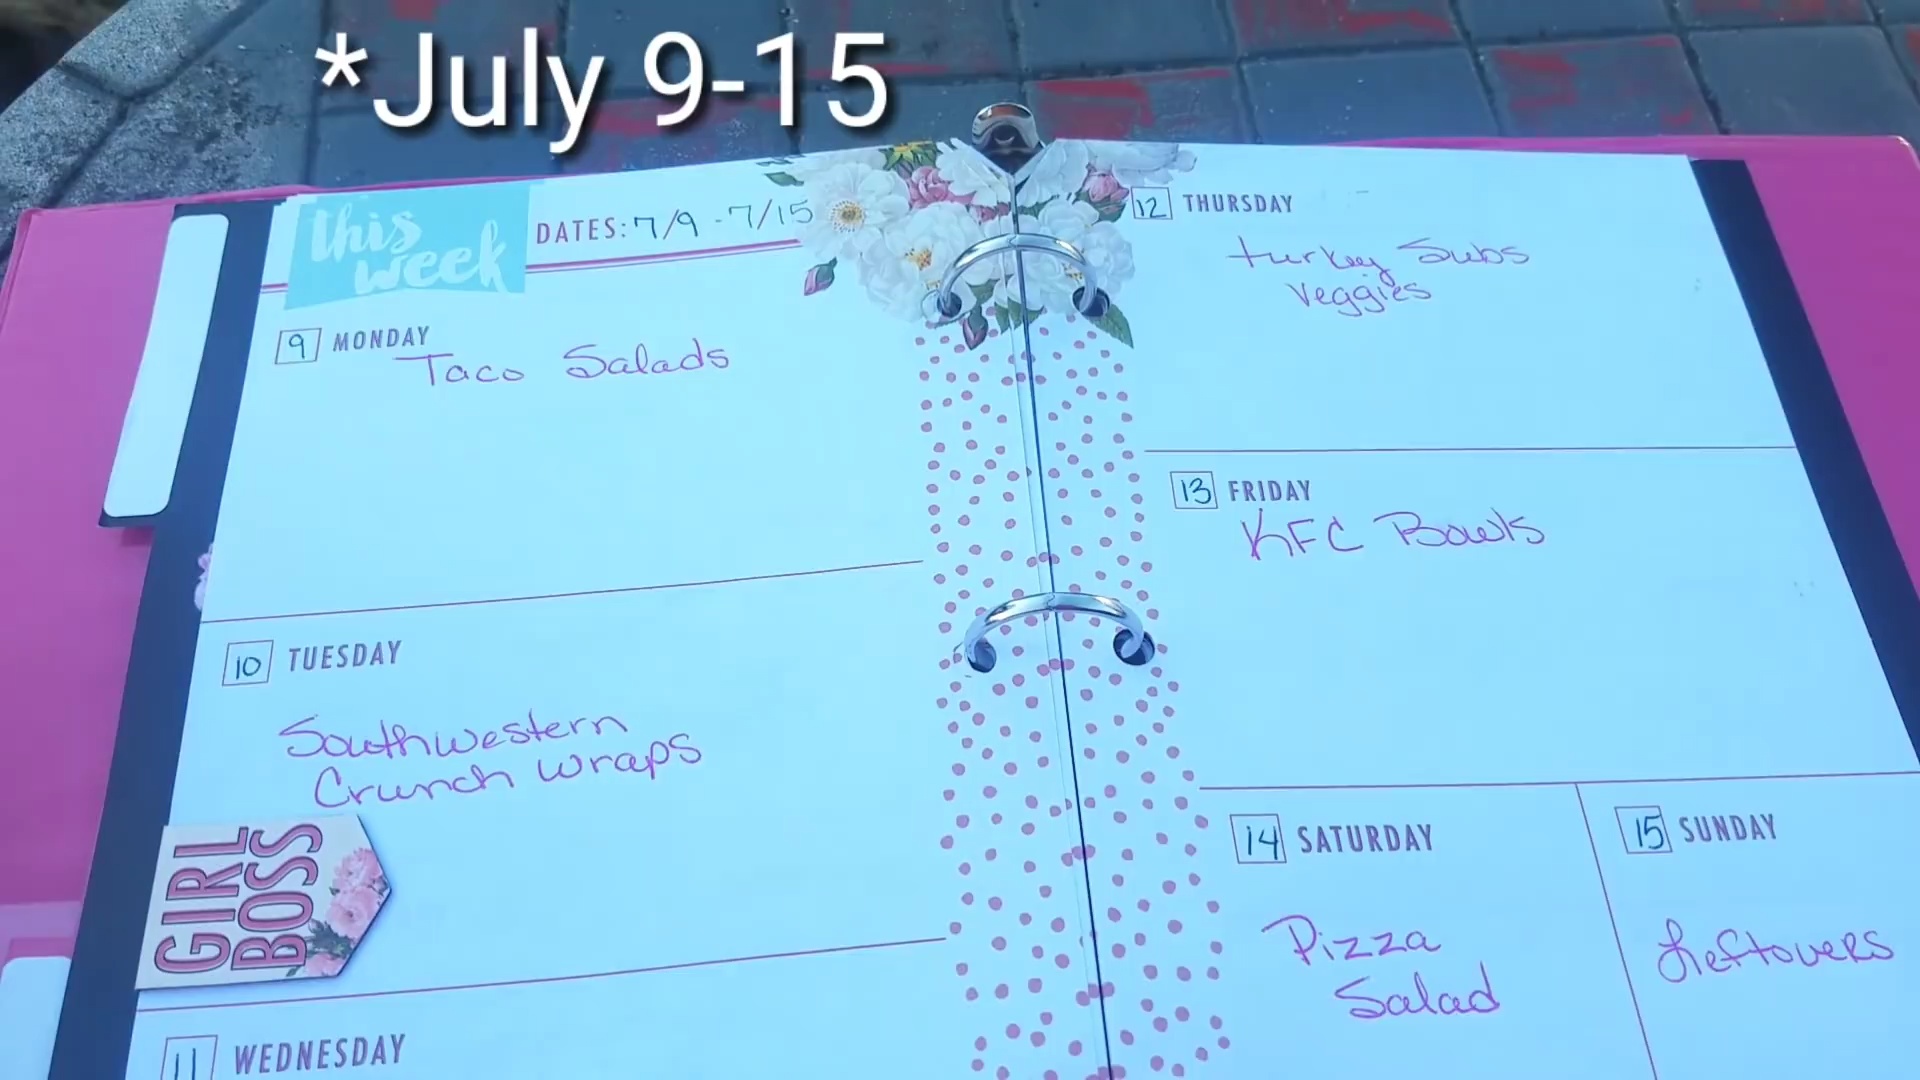 *July 9-15
this
week
DATES: 7/9 - 7/15
9 MONDAY
Taco Salads
10 TUESDAY
Southwestern
Crunch Wraps
GIRL
BOSS
11 WEDNESDAY
12 THURSDAY
turkey Subs
veggies
13 FRIDAY
KFC Bowls
14 SATURDAY
Pizza
Salad
15 SUNDAY
Leftovers